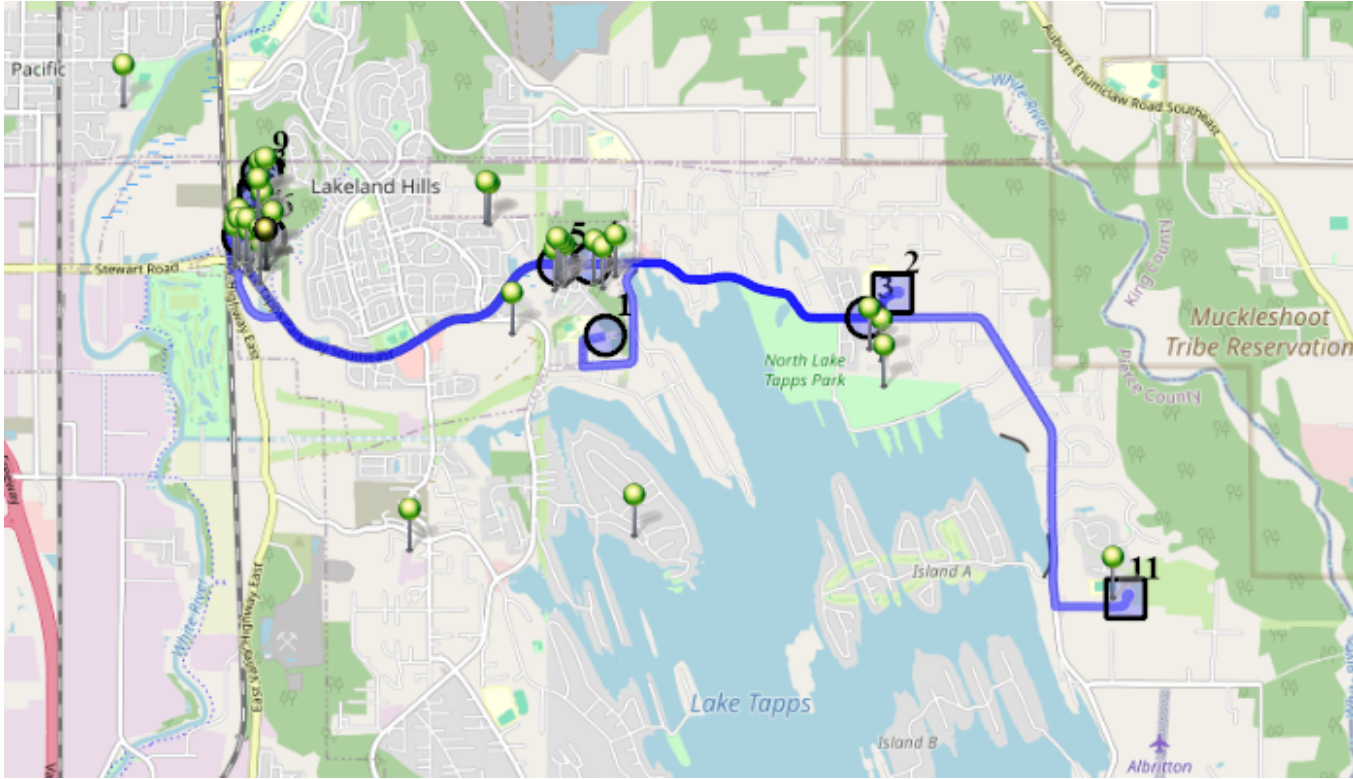 Pacific
Auburn Enumclaw Road Southeast
White River
9
Lakeland Hills
5
Stewart Road
2
1
3
King County
Pierce County
Muckleshoot
Tribe Reservation
North Lake
Tapps Park
White River
East Valley Highway East
Island A
11
Lake Tapps
Island B
Albritton